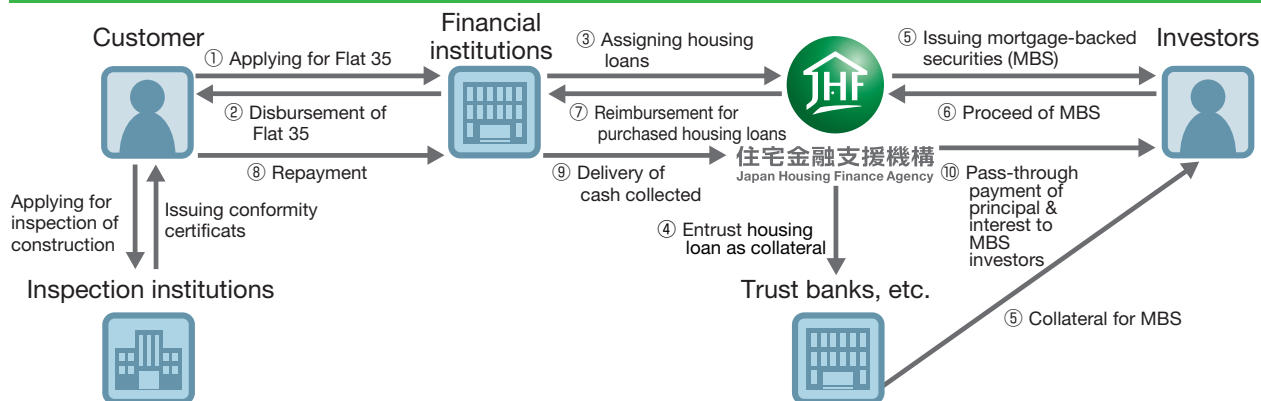 Customer
Financial
institutions
Investors
① Applying for Flat 35
② Disbursement of
Flat 35
⑧ Repayment
③ Assigning housing
loans
⑦ Reimbursement for
purchased housing loans
⑨ Delivery of
cash collected
JHF
住宅金融支援機構
Japan Housing Finance Agency
⑤ Issuing mortgage-backed
securities (MBS)
⑥ Proceed of MBS
⑩ Pass-through
payment of
principal &
interest to
MBS
investors
Applying for
inspection of
construction
Issuing conformity
certificats
④ Entrust housing
loan as collateral
Inspection institutions
Trust banks, etc.
⑤ Collateral for MBS